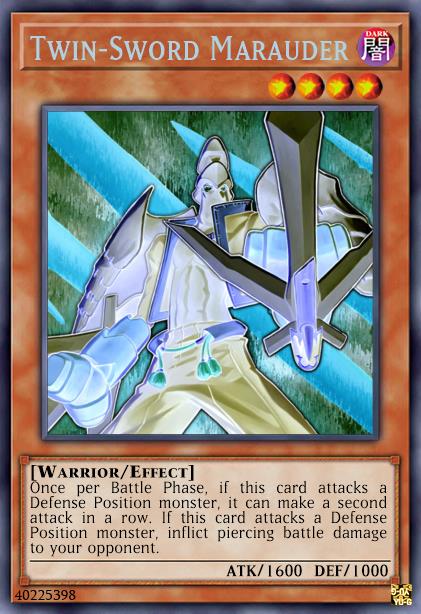 Twin-Sword Marauder
DARK
闇
[Warrior/Effect]
Once per Battle Phase, if this card attacks a
Defense Position monster, it can make a second
attack in a row. If this card attacks a Defense
Position monster, inflict piercing battle damage
to your opponent.
ATK/1600 DEF/1000
40225398